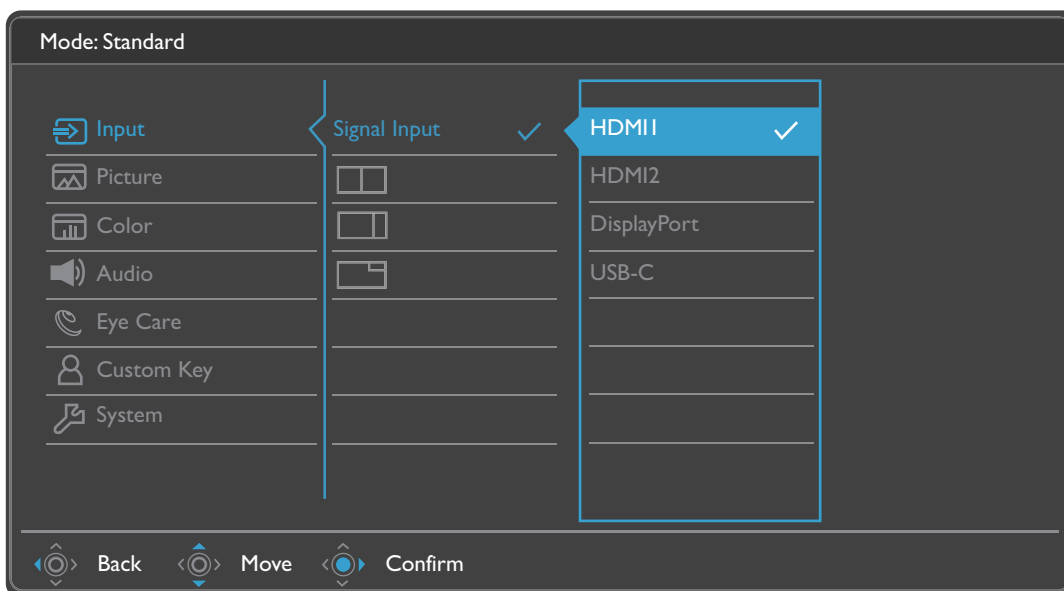 Mode: Standard
Input
Signal Input
HDMI1
Picture
HDMI2
Color
DisplayPort
Audio
USB-C
Eye Care
Custom Key
System
Back Move Confirm